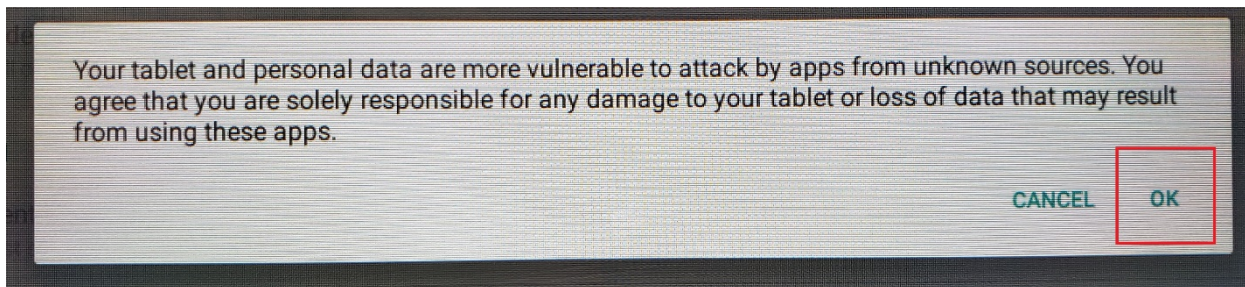 Your tablet and personal data are more vulnerable to attack by apps from unknown sources. You
agree that you are solely responsible for any damage to your tablet or loss of data that may result
from using these apps.
CANCEL OK